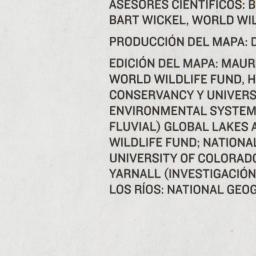 ASESORES CIENTÍFICOS: B
BART WICKEL, WORLD WIL
PRODUCCIÓN DEL MAPA: D
EDICIÓN DEL MAPA: MAUR
WORLD WILDLIFE FUND, H
CONSERVANCY Y UNIVERS
ENVIRONMENTAL SYSTEM
FLUVIAL) GLOBAL LAKES A
WILDLIFE FUND; NATIONAL
UNIVERSITY OF COLORADO
YARNALL (INVESTIGACIÓN
LOS RÍOS: NATIONAL GEOG